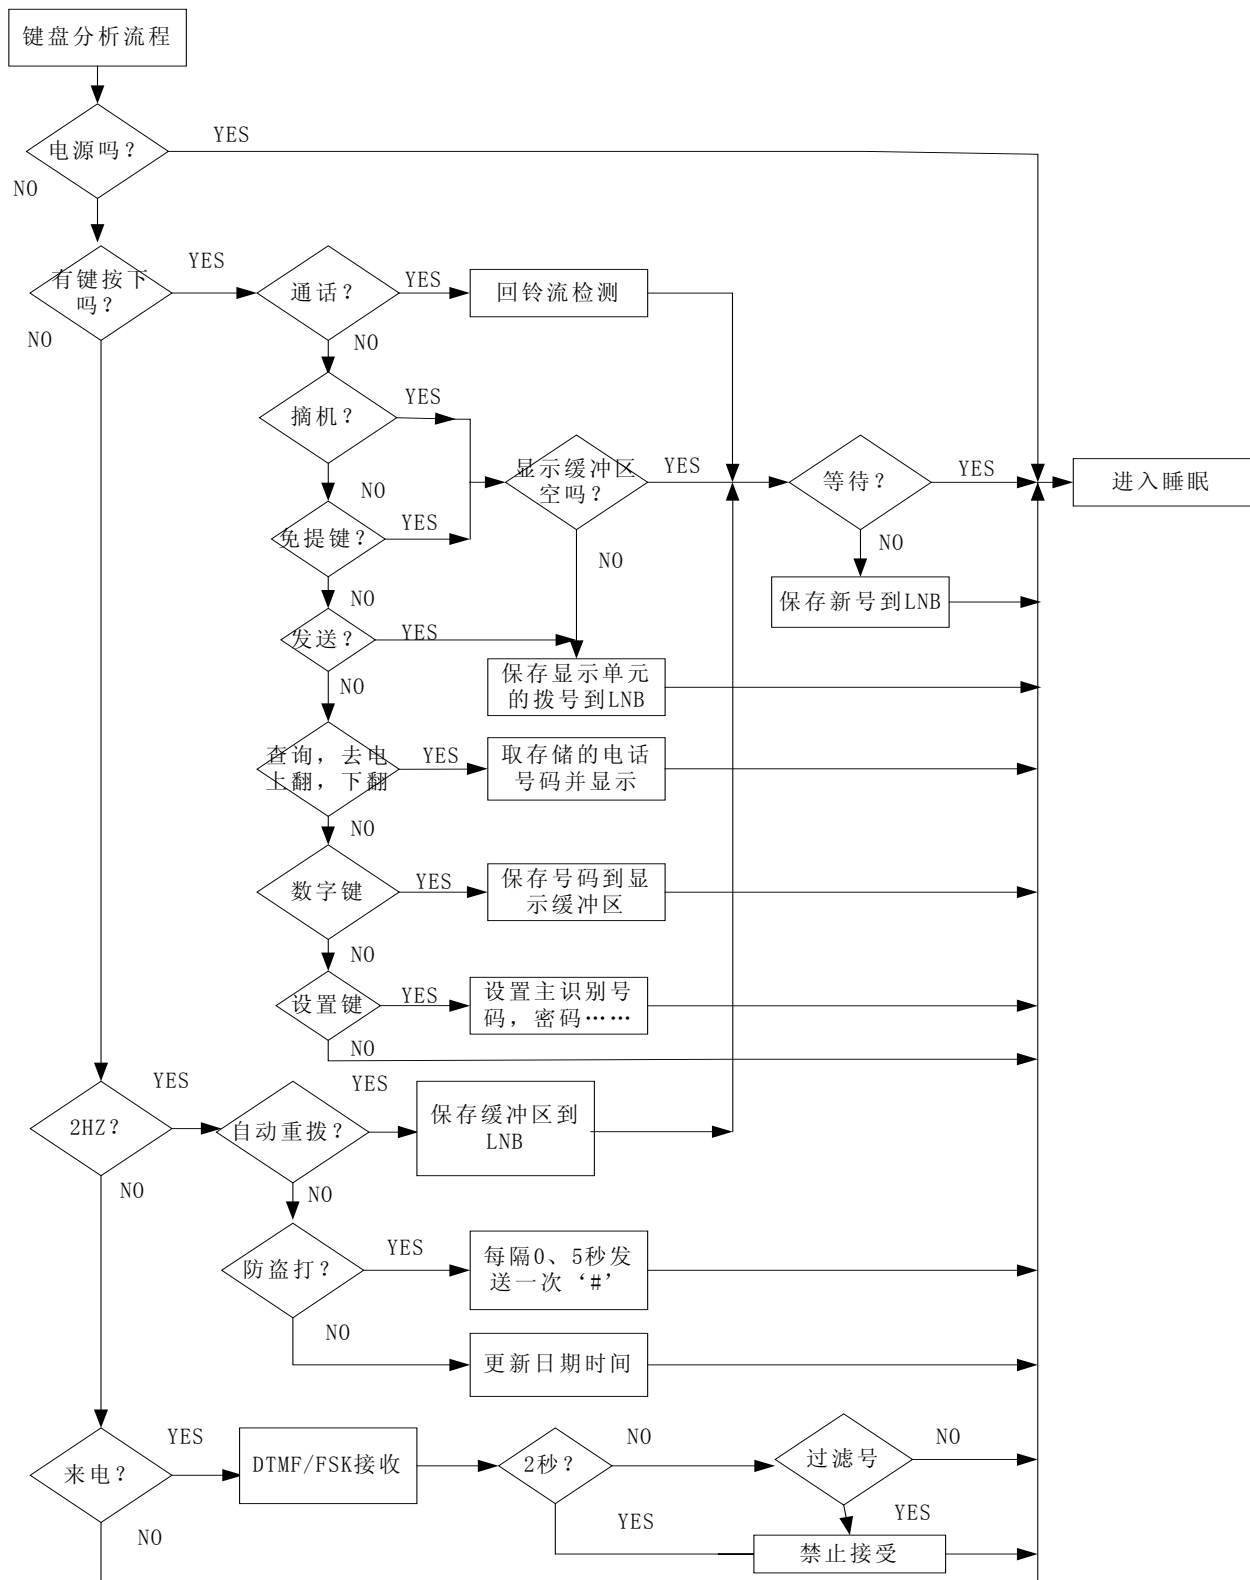 键盘分析流程
电源吗？
YES
NO
有键按下
吗？
YES
NO
通话？
YES
NO
回铃流检测
摘机？
YES
NO
显示缓冲区
空吗？
YES
NO
等待？
YES
NO
进入睡眠
免提键？
YES
NO
保存新号到LNB
发送？
YES
NO
保存显示单元
的拨号到LNB
查询，去电
上翻，下翻
YES
NO
取存储的电话
号码并显示
数字键
YES
NO
保存号码到显
示缓冲区
设置键
YES
NO
设置主识别号
码，密码……
2HZ？
YES
NO
自动重拨？
YES
NO
保存缓冲区到
LNB
防盗打？
YES
NO
每隔0、5秒发
送一次‘#’
更新日期时间
来电？
YES
NO
DTMF/FSK接收
2秒？
NO
YES
过滤号
NO
YES
禁止接受